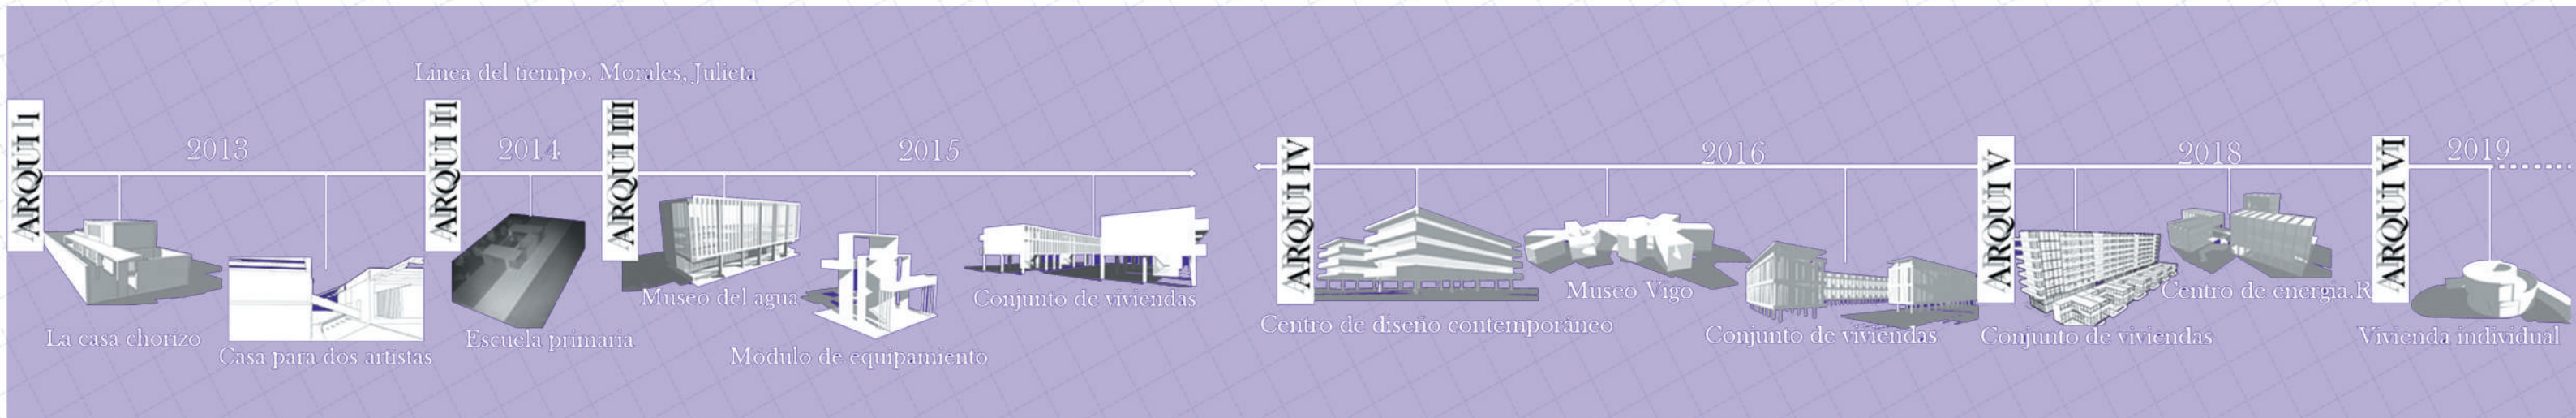 Línea del tiempo. Morales, Julieta
ARQUI I
2013
La casa chorizo
Casa para dos artistas
ARQUI II
2014
Escuela primaria
ARQUI III
2015
Museo del agua
Módulo de equipamiento
Conjunto de viviendas
ARQUI IV
2016
Centro de diseño contemporáneo
Museo Vigo
Conjunto de viviendas
ARQUI V
2018
Conjunto de viviendas
Centro de energia.R
ARQUI VI
2019
Vivienda individual